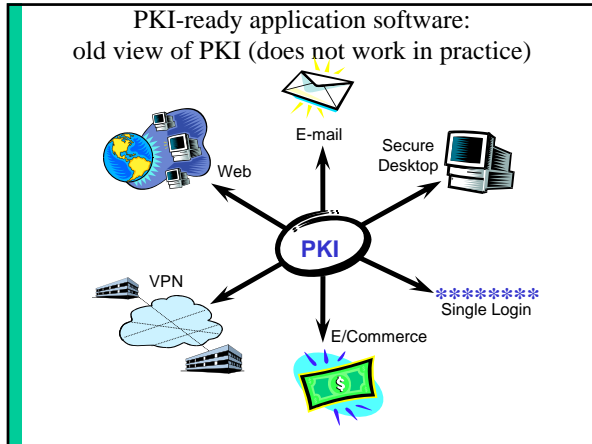 PKI-ready application software:
old view of PKI (does not work in practice)
E-mail
Secure
Desktop
Web
PKI
VPN
********
Single Login
E/Commerce
$